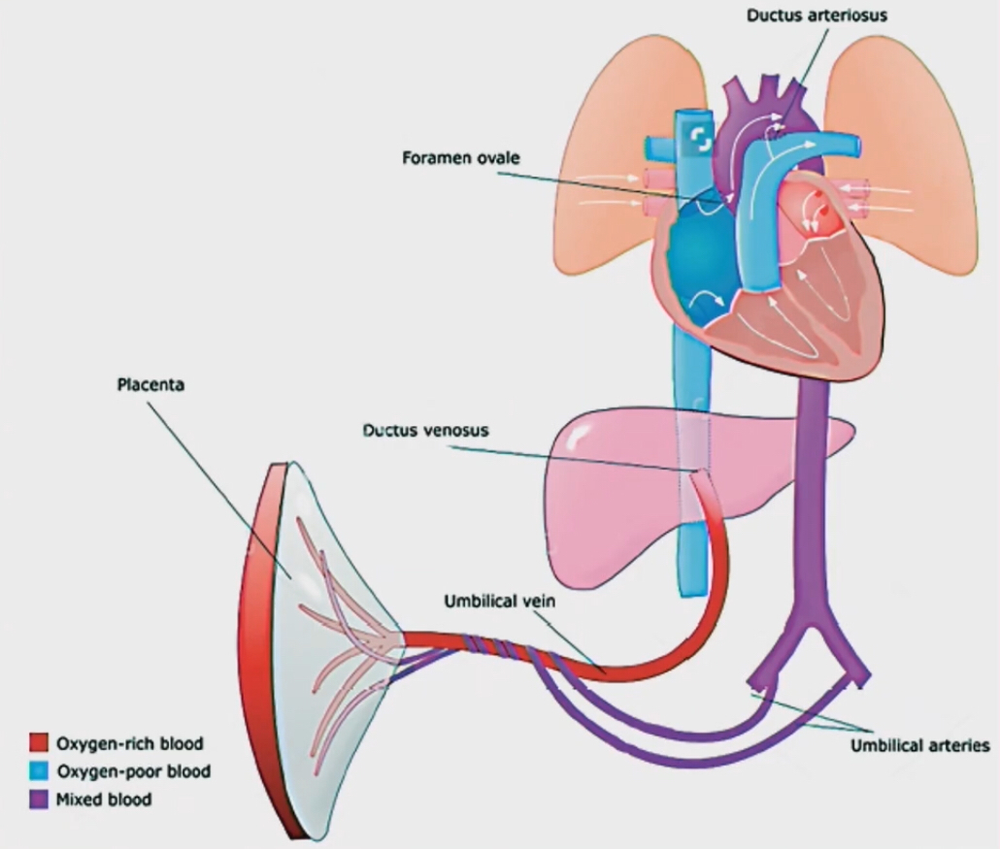 Ductus arteriosus
Foramen ovale
Placenta
Ductus venosus
Umbilical vein
Umbilical arteries
Oxygen-rich blood
Oxygen-poor blood
Mixed blood